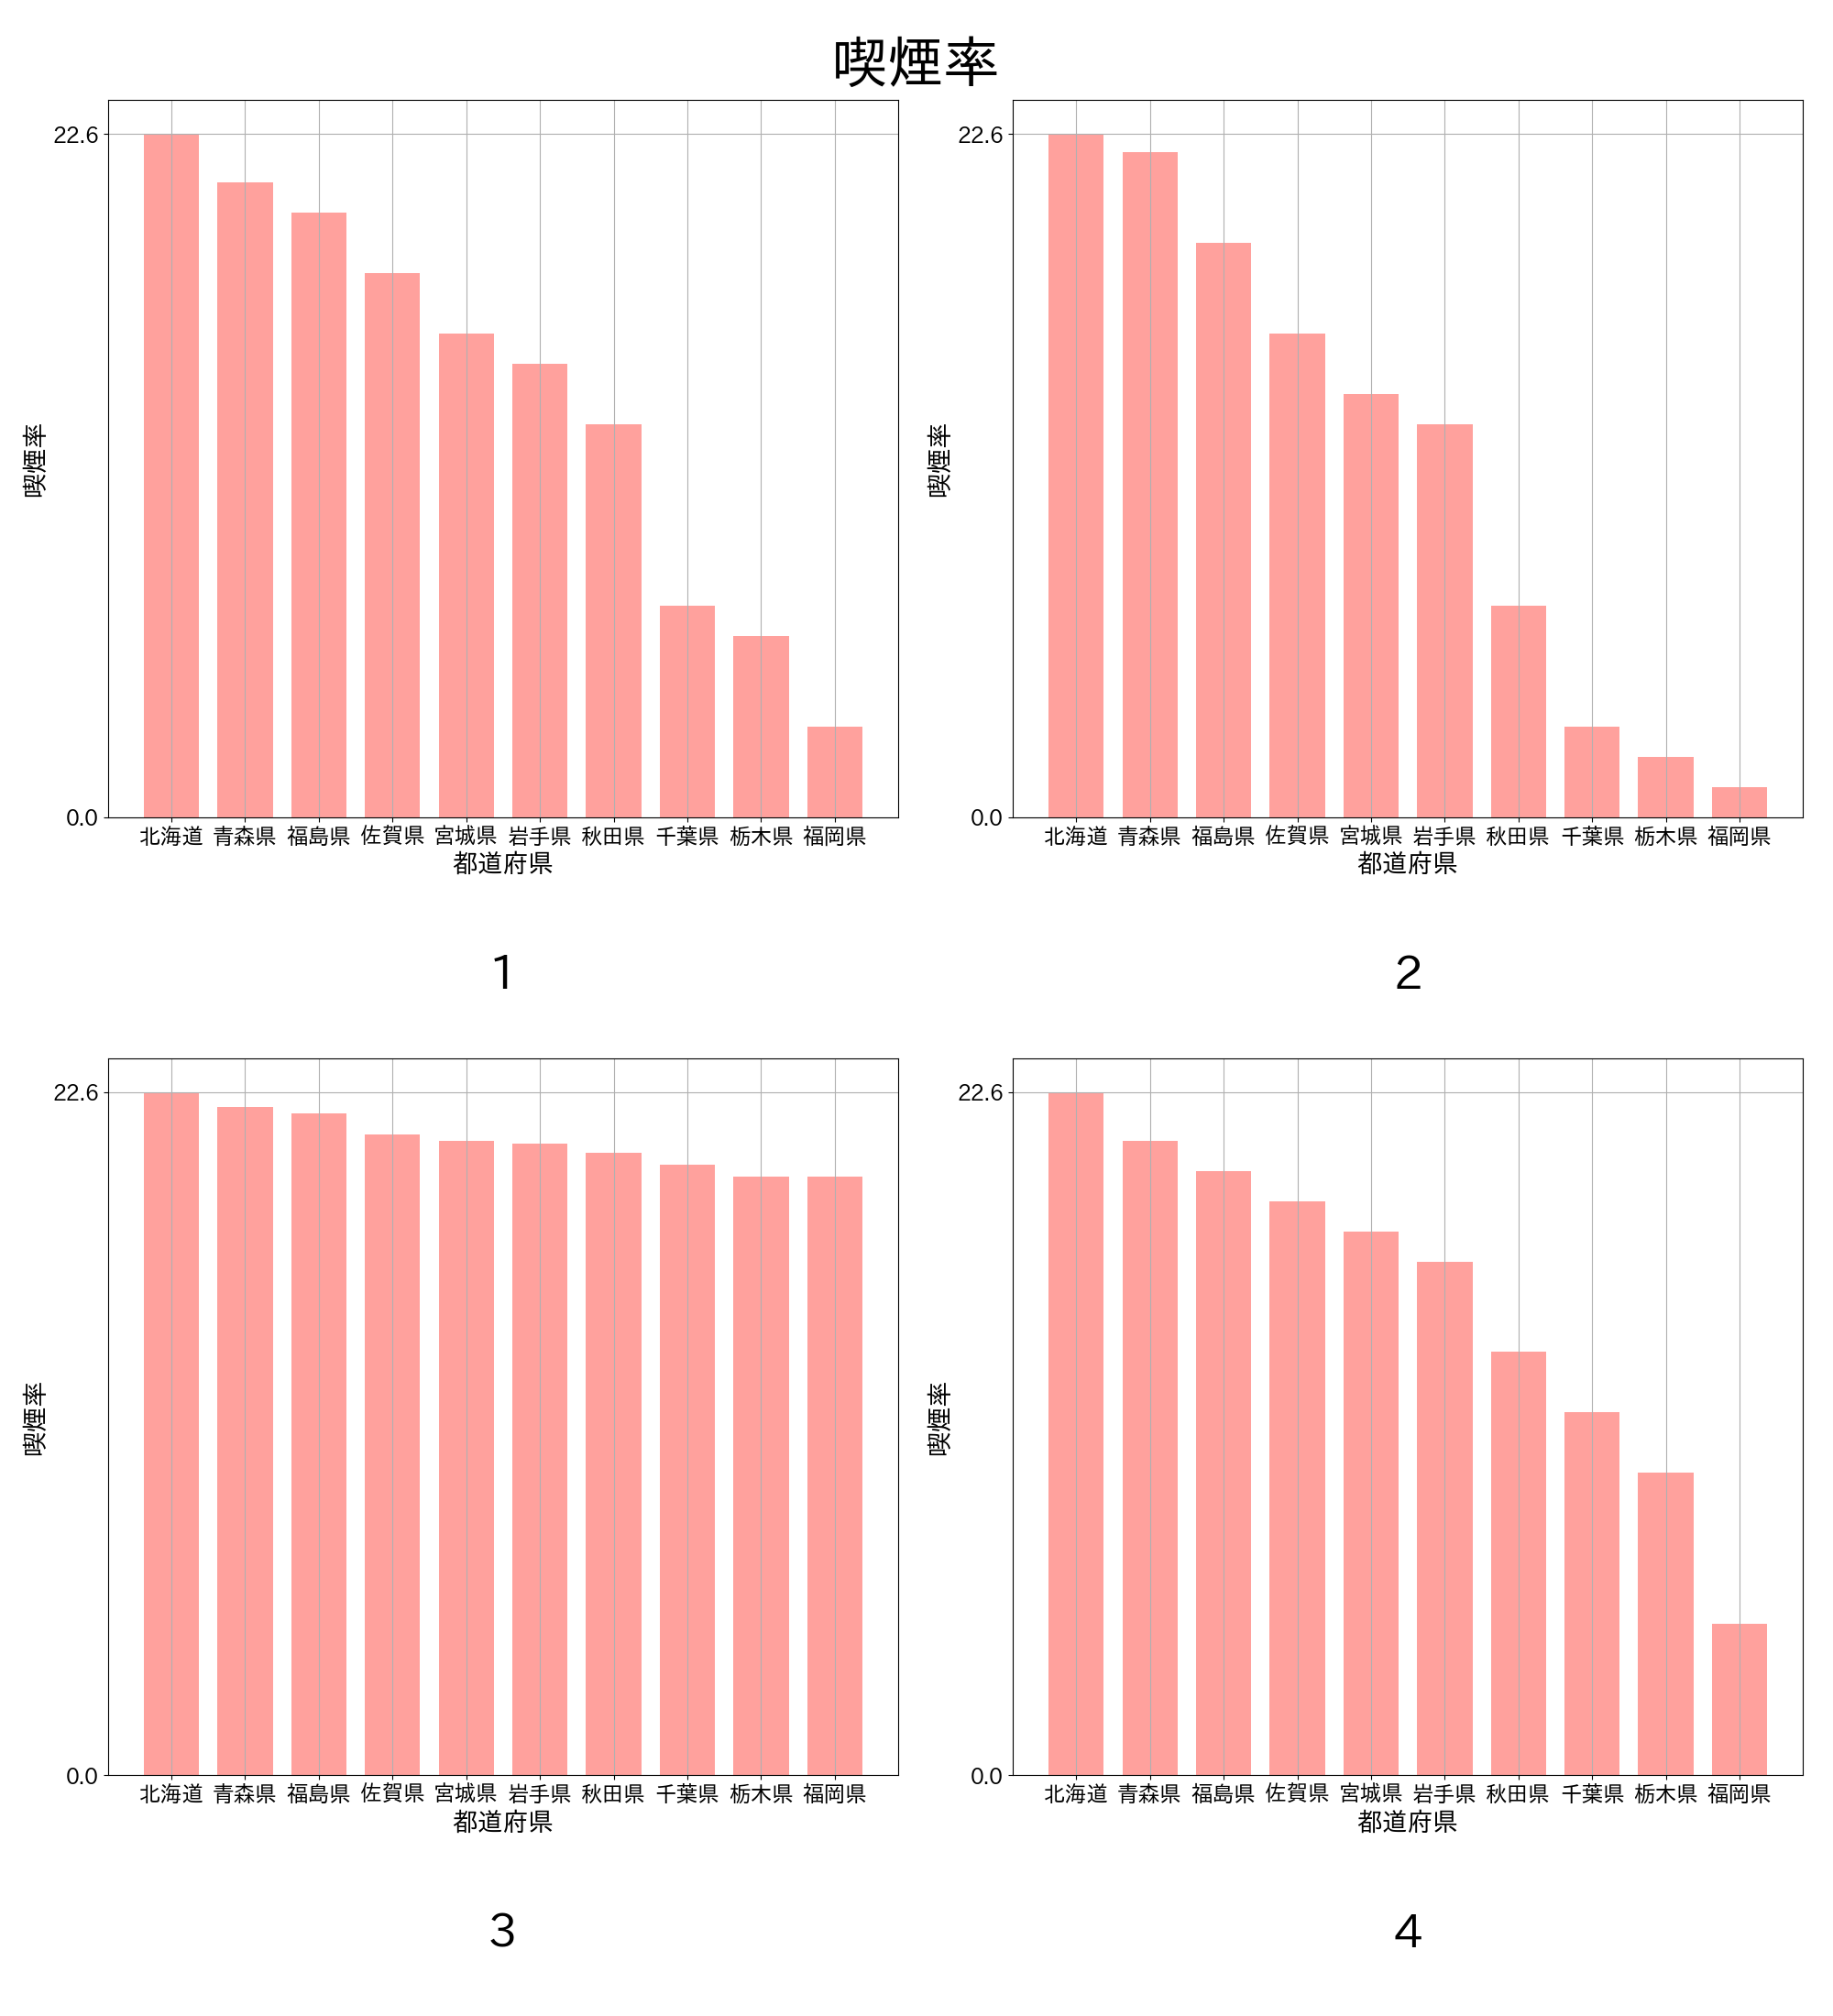 喫煙率
22.6
0.0
喫煙率
北海道 青森県 福島県 佐賀県 宮城県 岩手県 秋田県 千葉県 栃木県 福岡県
都道府県
1
22.6
0.0
喫煙率
北海道 青森県 福島県 佐賀県 宮城県 岩手県 秋田県 千葉県 栃木県 福岡県
都道府県
2
22.6
0.0
喫煙率
北海道 青森県 福島県 佐賀県 宮城県 岩手県 秋田県 千葉県 栃木県 福岡県
都道府県
3
22.6
0.0
喫煙率
北海道 青森県 福島県 佐賀県 宮城県 岩手県 秋田県 千葉県 栃木県 福岡県
都道府県
4